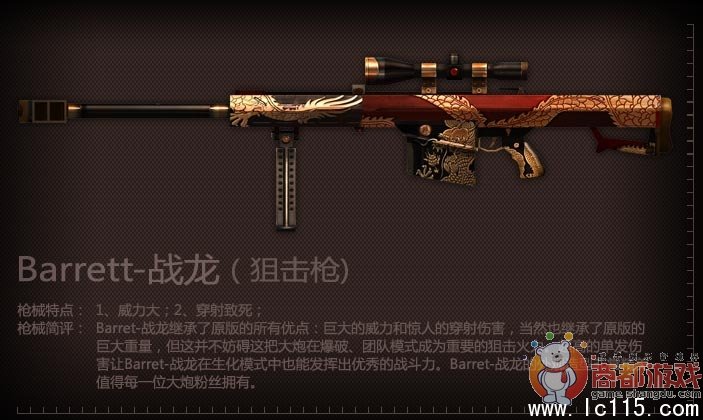 Barrett-战龙（狙击枪)
枪械特点： 1、威力大；2、穿射致死；
枪械简评： Barret-战龙继承了原版的所有优点：巨大的威力和惊人的穿射伤害，当然也继承了原版的
巨大重量，但这并不妨碍这把大炮在爆破、团队模式成为重要的狙击火 的单发伤
害让Barret-战龙在生化模式中也能发挥出优秀的战斗力。Barret-战龙
值得每一位大炮粉丝拥有。
商都游戏
game.shangdu.com
www.lc115.com